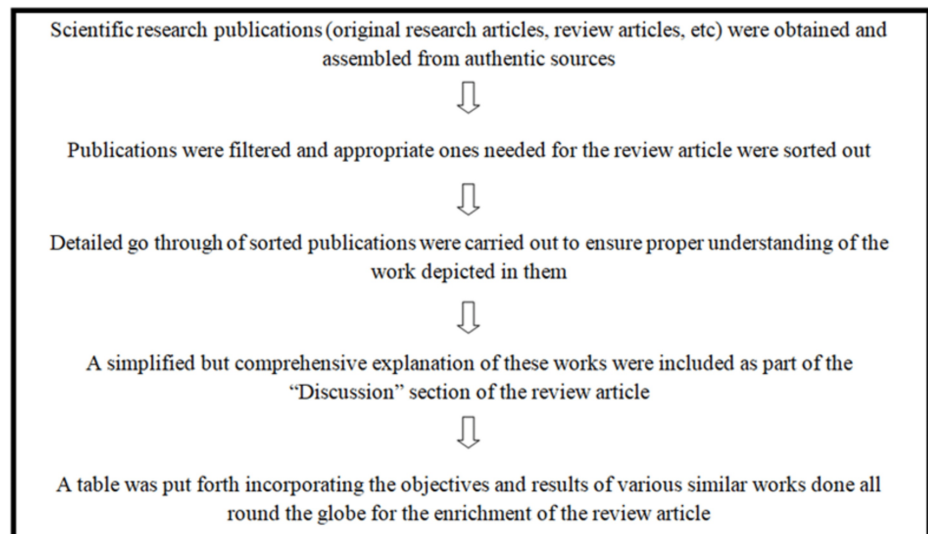 Scientific research publications (original research articles, review articles, etc) were obtained and
assembled from authentic sources
Publications were filtered and appropriate ones needed for the review article were sorted out
Detailed go through of sorted publications were carried out to ensure proper understanding of the
work depicted in them
A simplified but comprehensive explanation of these works were included as part of the
“Discussion” section of the review article
A table was put forth incorporating the objectives and results of various similar works done all
round the globe for the enrichment of the review article